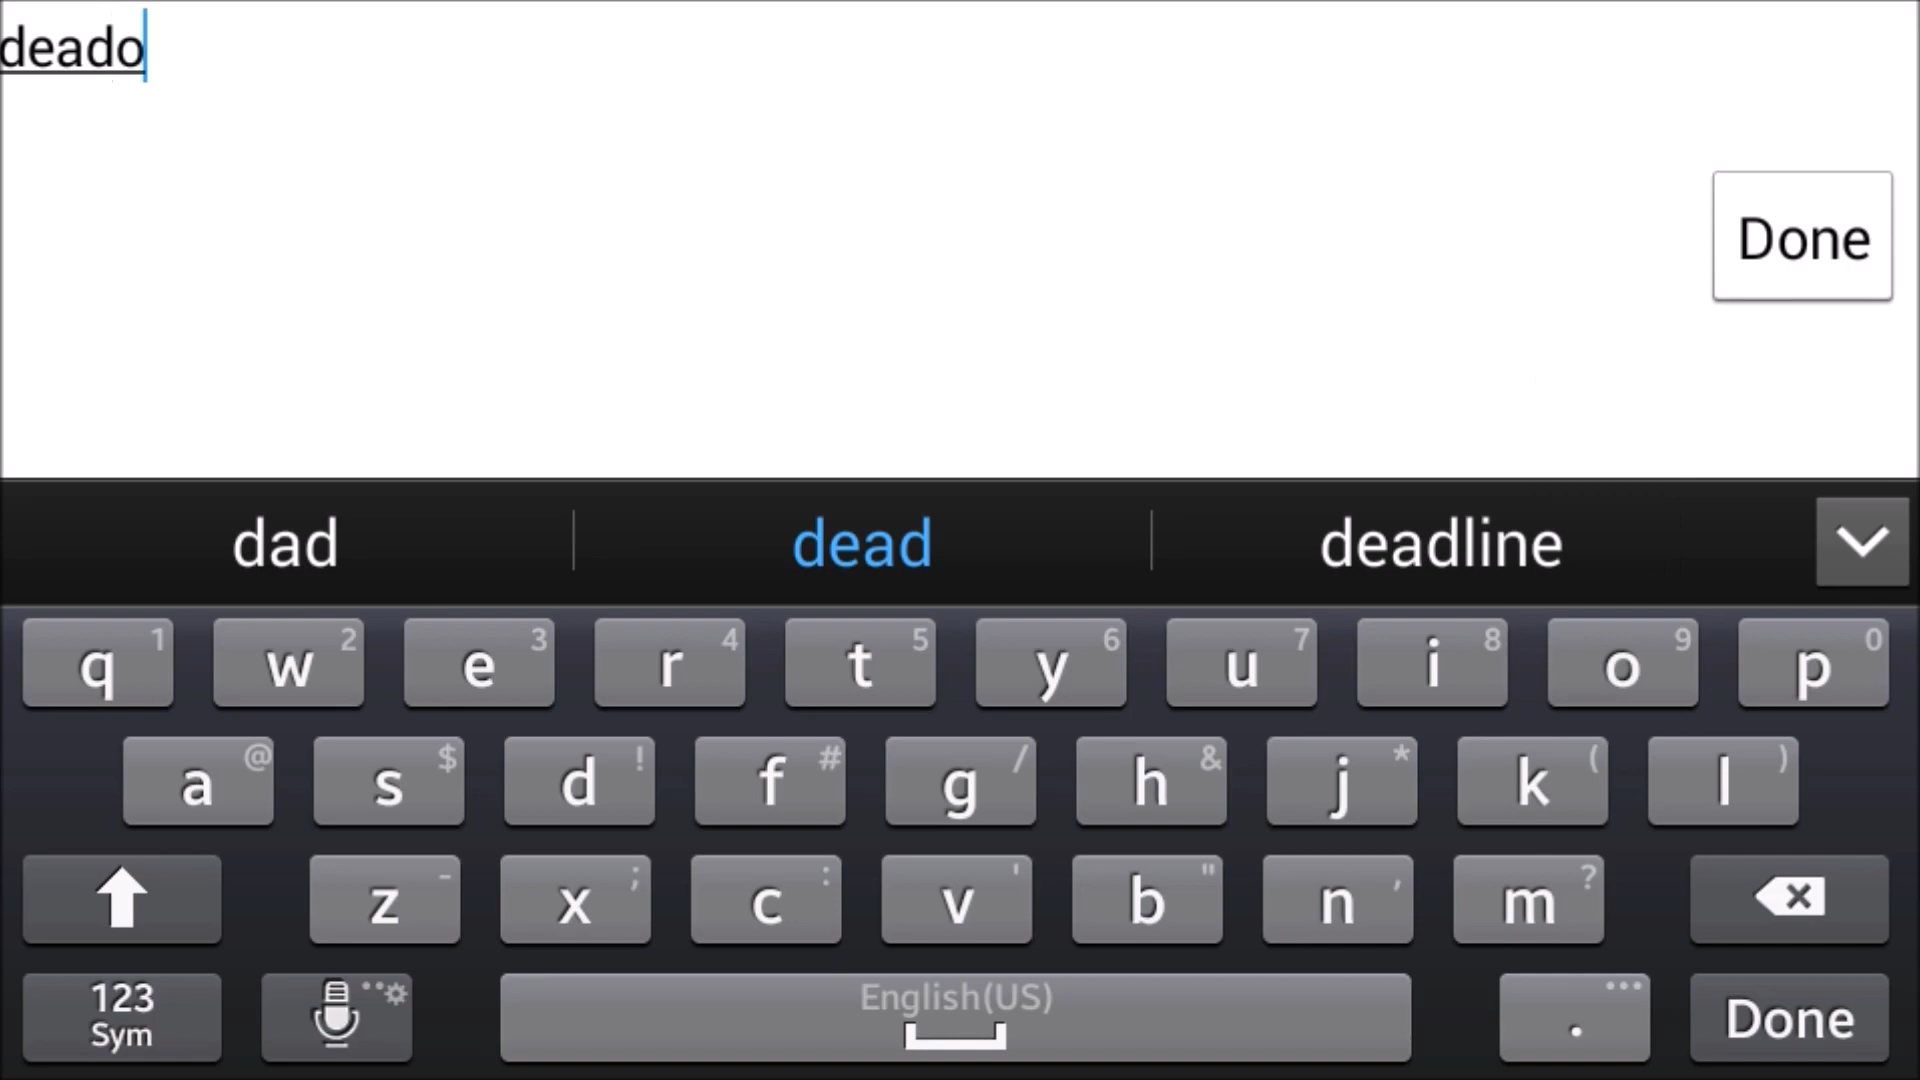 deado
Done
dad dead deadline
q 1 w 2 e 3 r 4 t 5 y 6 u 7 i 8 o 9 p 0
a @ s $ d ! f # g / h & j * k ( l )
z - x ; c : v ' b " n , m ?
123 Sym English(US) . ... Done